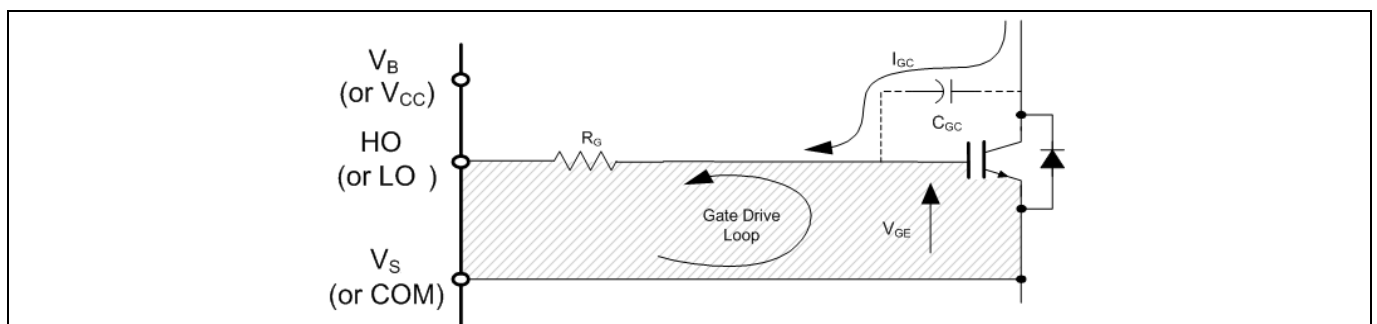 V_B
(or V_CC)
HO
(or LO )
V_S
(or COM)
R_G
I_GC
C_GC
Gate Drive
Loop
V_GE